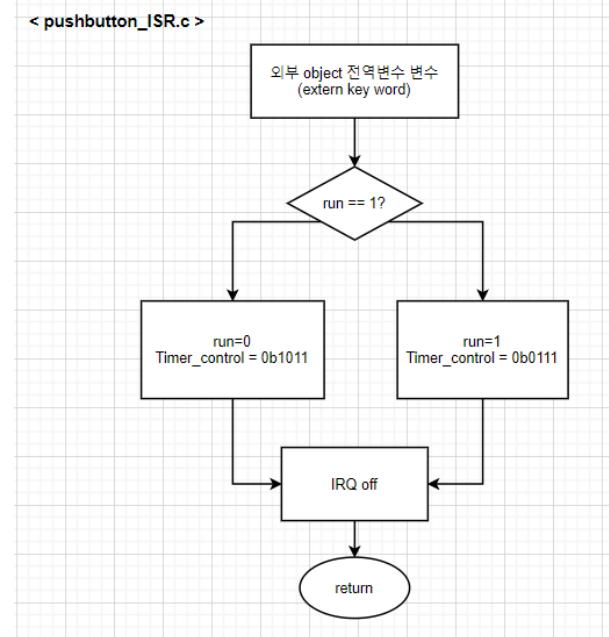 < pushbutton_ISR.c >
외부 object 전역변수 변수
(extern key word)
run == 1?
run=0
Timer_control = 0b1011
run=1
Timer_control = 0b0111
IRQ off
return